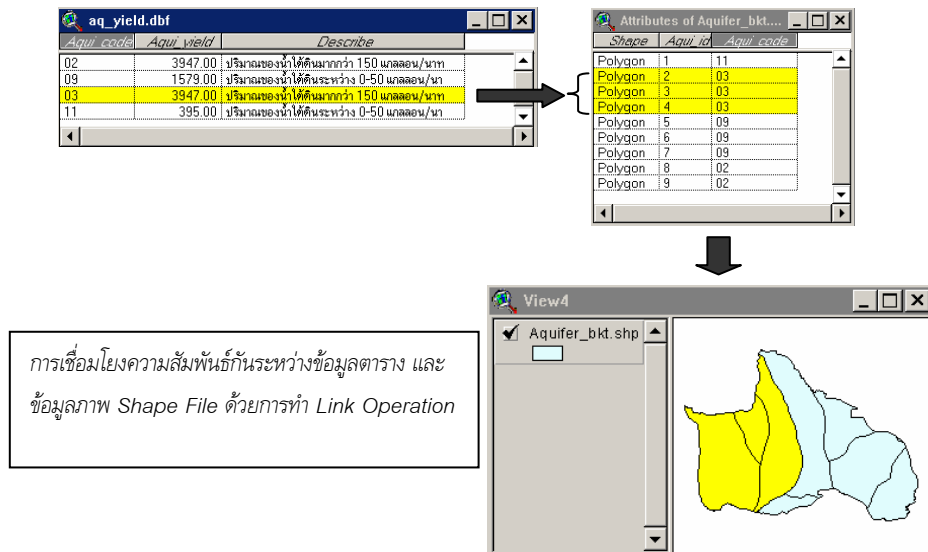 aq_yield.dbf
Aqui_code Aqui_yield Describe
02 3947.00 ปริมาณของน้ำใต้ดินมากกว่า 150 แกลลอน/นาท
09 1579.00 ปริมาณของน้ำใต้ดินระหว่าง 0-50 แกลลอน/นา
03 3947.00 ปริมาณของน้ำใต้ดินมากกว่า 150 แกลลอน/นาท
11 395.00 ปริมาณของน้ำใต้ดินระหว่าง 0-50 แกลลอน/นา
Attributes of Aquifer_bkt....
Shape Aqui_id Aqui_code
Polygon 1 11
Polygon 2 03
Polygon 3 03
Polygon 4 03
Polygon 5 09
Polygon 6 09
Polygon 7 09
Polygon 8 02
Polygon 9 02
View4
Aquifer_bkt.shp
การเชื่อมโยงความสัมพันธ์กันระหว่างข้อมูลตาราง และ
ข้อมูลภาพ Shape File ด้วยการทำ Link Operation